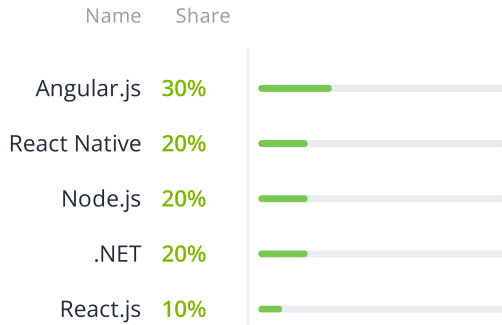 Name Share
Angular.js 30%
React Native 20%
Node.js 20%
.NET 20%
React.js 10%